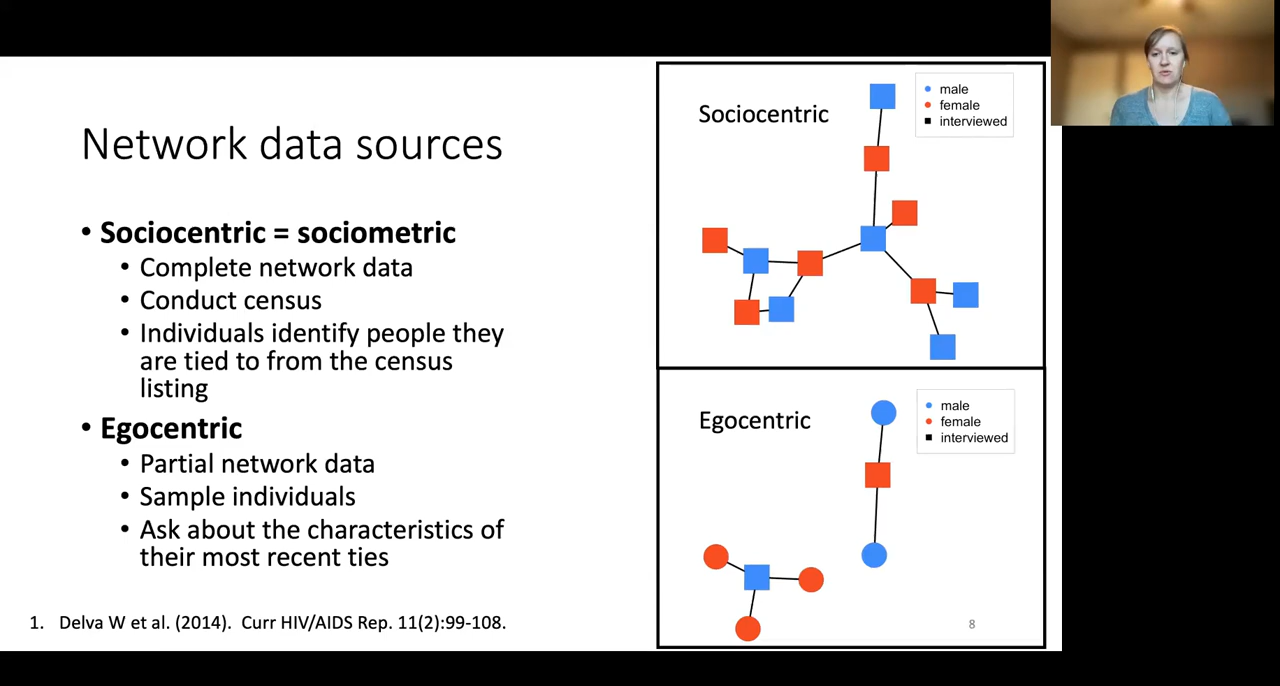 Network data sources
• Sociocentric = sociometric
• Complete network data
• Conduct census
• Individuals identify people they
are tied to from the census
listing
• Egocentric
• Partial network data
• Sample individuals
• Ask about the characteristics of
their most recent ties
1. Delva W et al. (2014). Curr HIV/AIDS Rep. 11(2):99-108.
Sociocentric
male
female
interviewed
Egocentric
male
female
interviewed
8